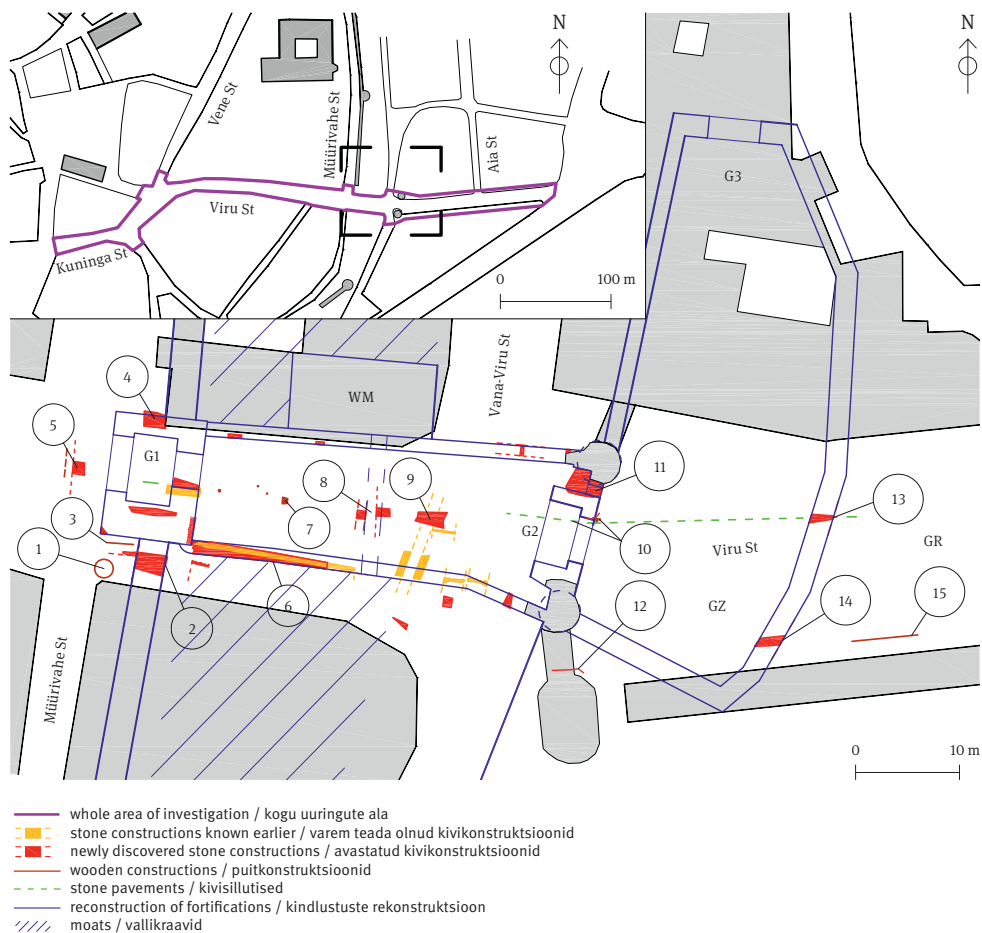 N
N
Vene St
Müürivahe St
Aia St
Viru St
Kuninga St
0 100 m
G3
Vana-Viru St
WM
4
5
G1
11
8
9
13
3
7
G2
10
Viru St
GR
1
12
15
6
GZ
14
2
Müürivahe St
0 10 m
whole area of investigation / kogu uuringute ala
stone constructions known earlier / varem teada olnud kivikonstruktsioonid
newly discovered stone constructions / avastatud kivikonstruktsioonid
wooden constructions / puitkonstruktsioonid
stone pavements / kivisillutised
reconstruction of fortifications / kindlustuste rekonstruktsioon
moats / vallikraavid